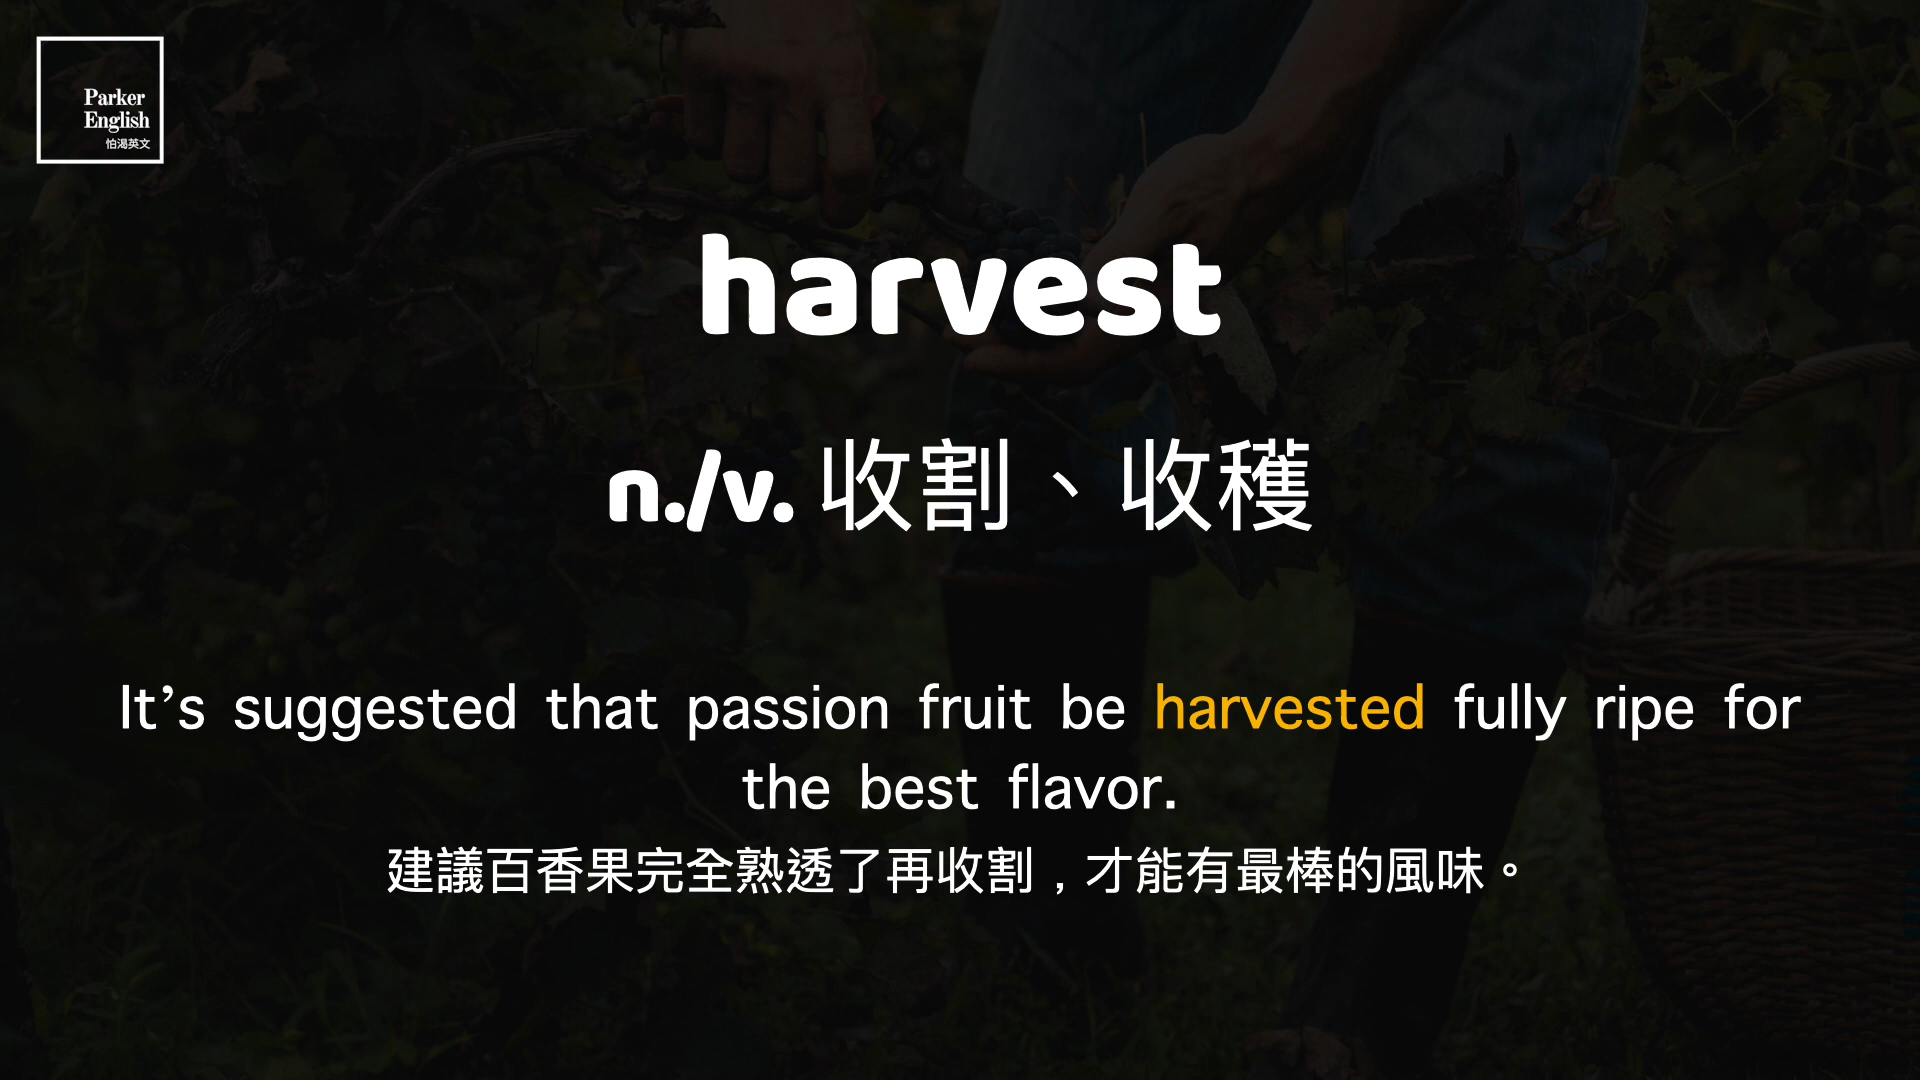 Parker
English
怕渴英文
harvest
n./v. 收割、收穫
It’s suggested that passion fruit be harvested fully ripe for
the best flavor.
建議百香果完全熟透了再收割，才能有最棒的風味。